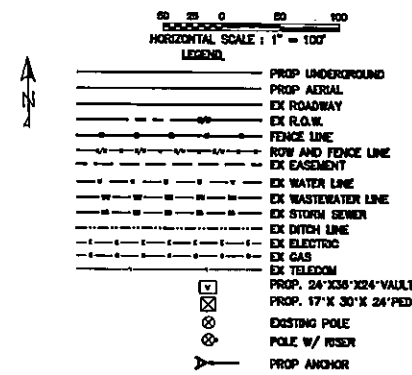 50 25 0 50 100
HORIZONTAL SCALE : 1" = 100'
LEGEND
N
PROP UNDERGROUND
PROP AERIAL
EX ROADWAY
EX R.O.W.
FENCE LINE
ROW AND FENCE LINE
EX EASEMENT
EX WATER LINE
EX WASTEWATER LINE
EX STORM SEWER
EX DITCH LINE
EX ELECTRIC
EX GAS
EX TELECOM
V PROP. 24"X36"X24"VAULT
PROP. 17"X 30"X 24"PED
EXISTING POLE
POLE W/ RISER
PROP ANCHOR